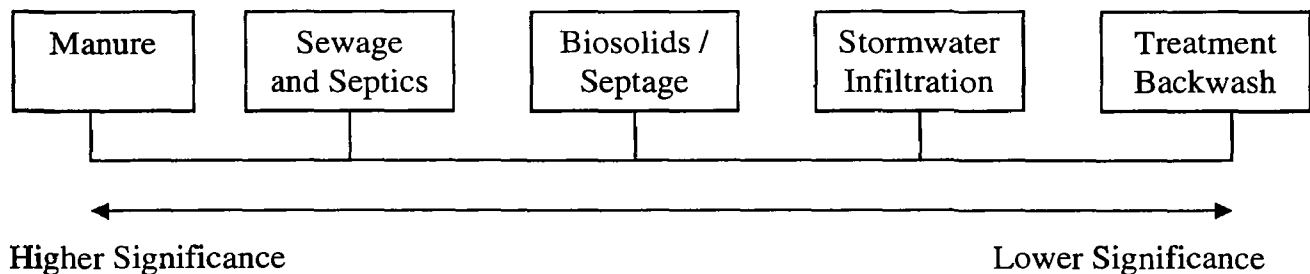 Manure
Sewage
and Septics
Biosolids /
Septage
Stormwater
Infiltration
Treatment
Backwash
Higher Significance
Lower Significance